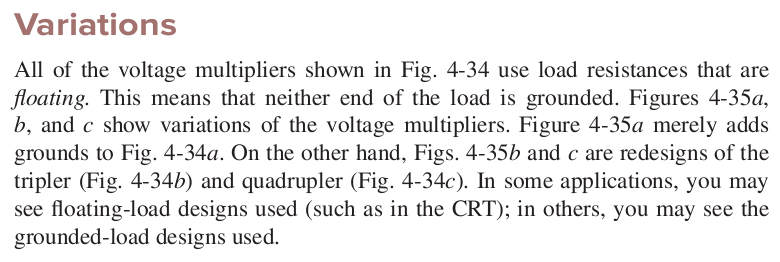 Variations
All of the voltage multipliers shown in Fig. 4-34 use load resistances that are
floating. This means that neither end of the load is grounded. Figures 4-35a,
b, and c show variations of the voltage multipliers. Figure 4-35a merely adds
grounds to Fig. 4-34a. On the other hand, Figs. 4-35b and c are redesigns of the
tripler (Fig. 4-34b) and quadrupler (Fig. 4-34c). In some applications, you may
see floating-load designs used (such as in the CRT); in others, you may see the
grounded-load designs used.